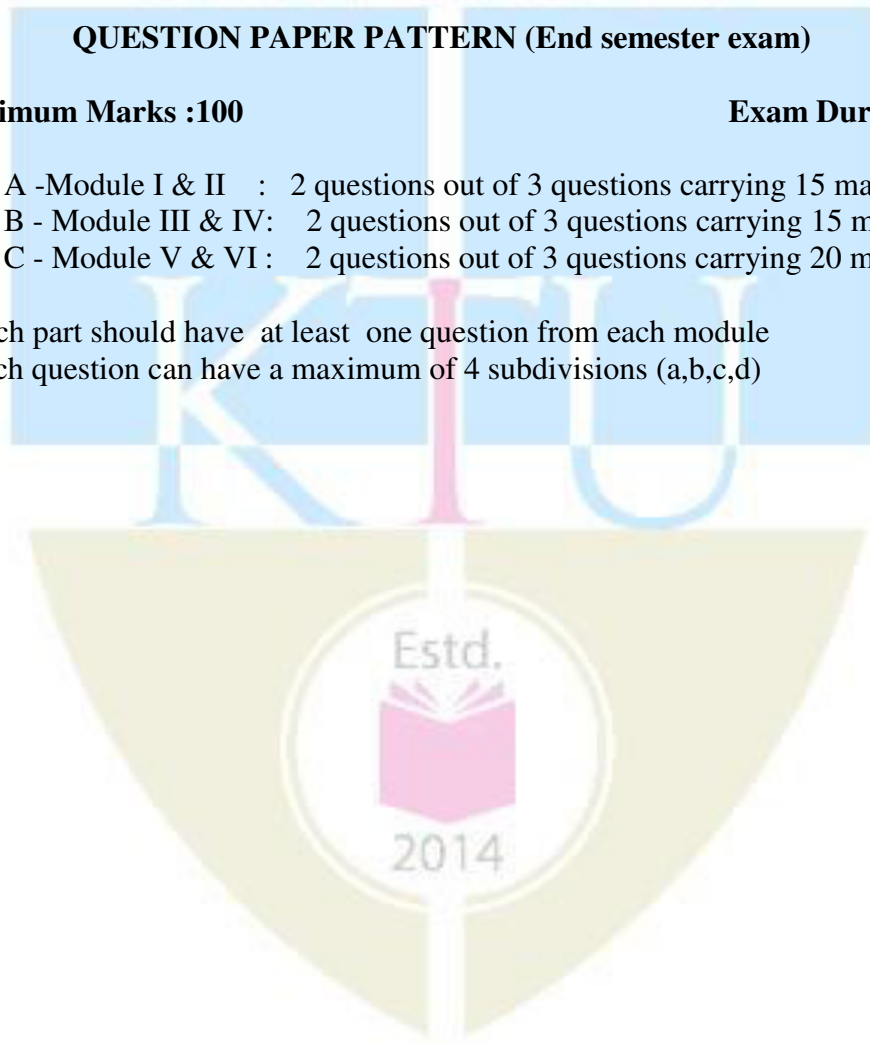 QUESTION PAPER PATTERN (End semester exam)
imum Marks :100 Exam Dur
A -Module I & II : 2 questions out of 3 questions carrying 15 ma
B - Module III & IV: 2 questions out of 3 questions carrying 15 m
C - Module V & VI : 2 questions out of 3 questions carrying 20 m
ch part should have at least one question from each module
ch question can have a maximum of 4 subdivisions (a,b,c,d)
KTU
Estd.
2014